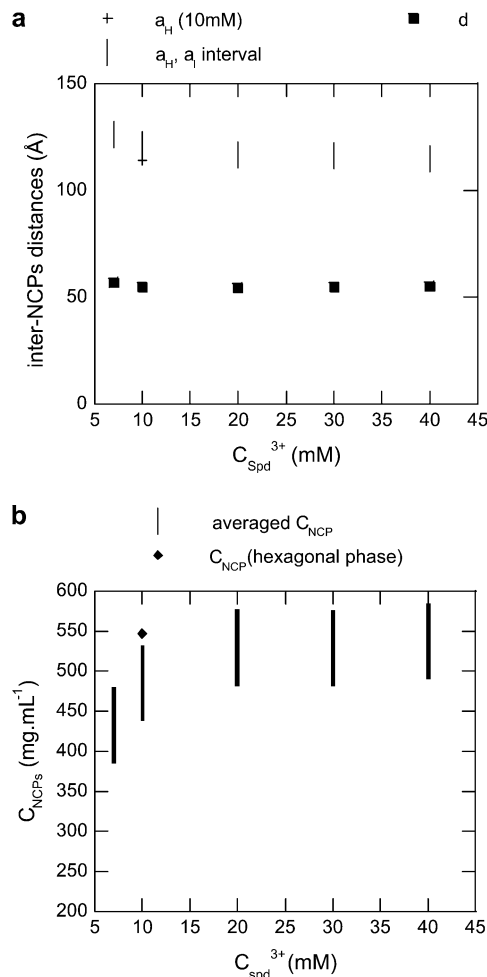 a
a_H (10mM)
d
a_H, a_I interval
inter-NCPs distances (Å)
150
100
50
0
5 10 15 20 25 30 35 40 45
C_Spd^3+ (mM)
b
averaged C_NCP
C_NCP(hexagonal phase)
C_NCPs (mg.mL^-1)
600
550
500
450
400
350
300
250
200
5 10 15 20 25 30 35 40 45
C_spd^3+ (mM)